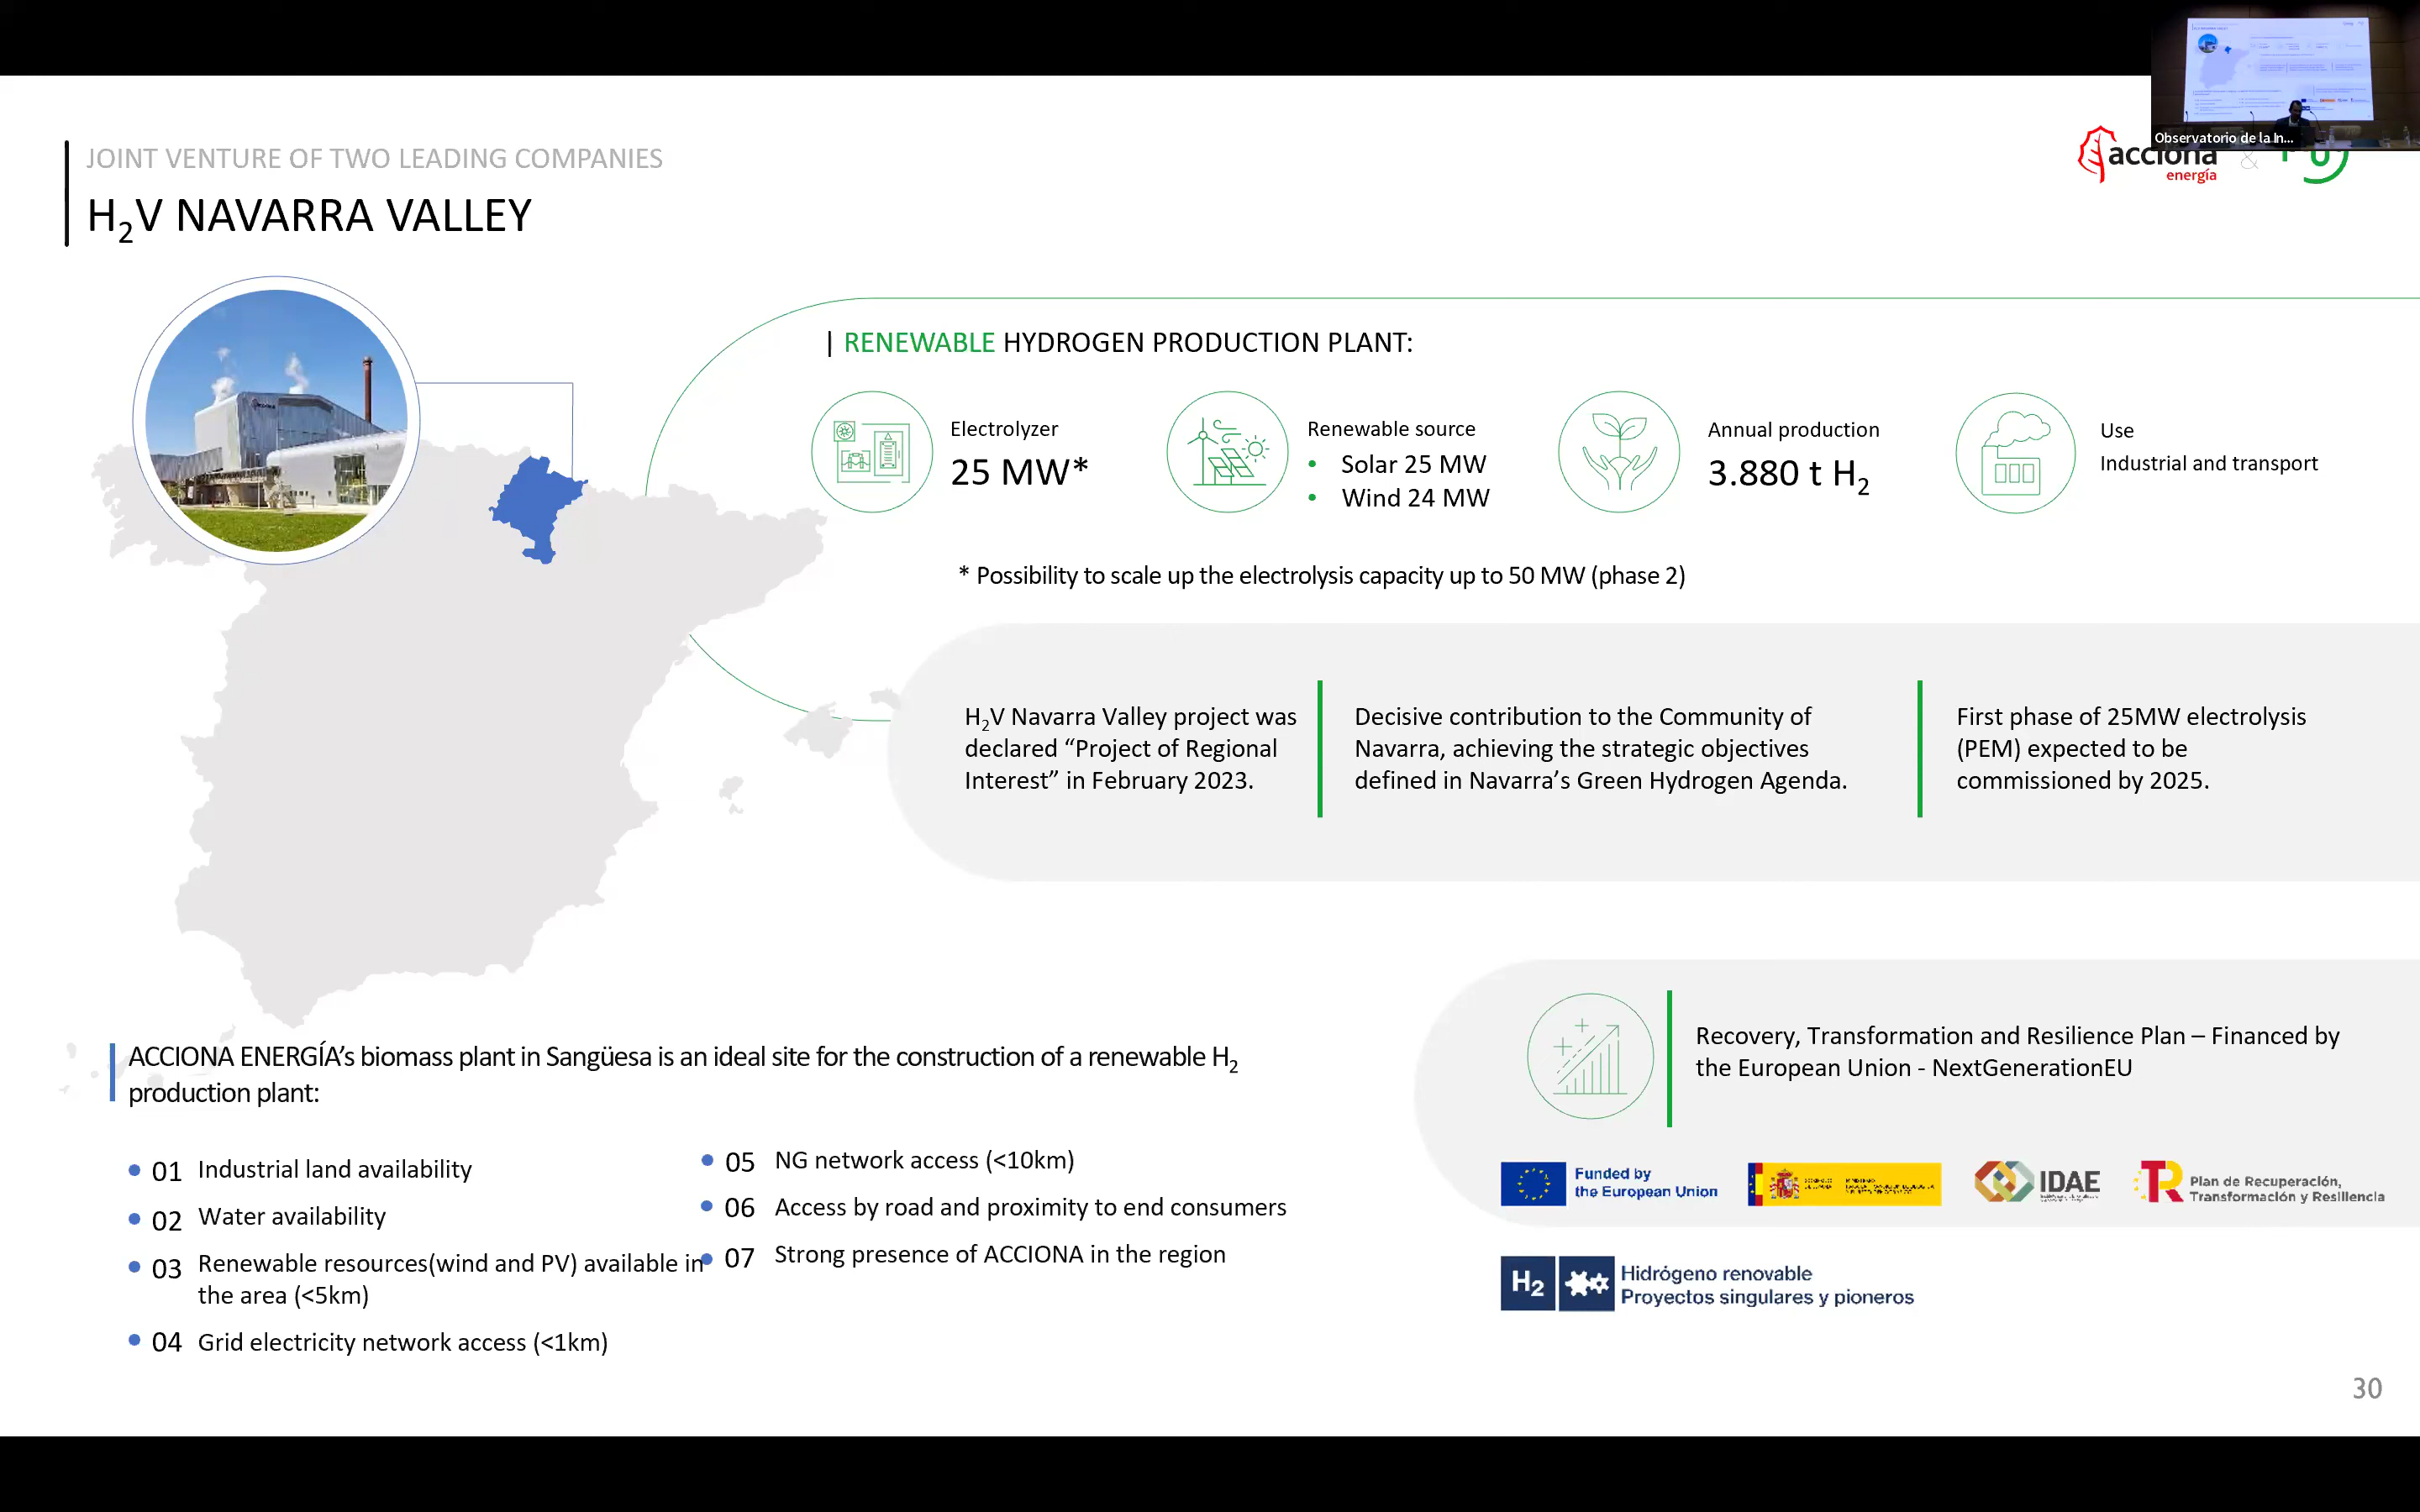 Observatorio de la In...
JOINT VENTURE OF TWO LEADING COMPANIES
H₂V NAVARRA VALLEY
acciona
energía
&
| RENEWABLE HYDROGEN PRODUCTION PLANT:
Electrolyzer
25 MW*
Renewable source
• Solar 25 MW
• Wind 24 MW
Annual production
3.880 t H₂
Use
Industrial and transport
* Possibility to scale up the electrolysis capacity up to 50 MW (phase 2)
H₂V Navarra Valley project was
declared “Project of Regional
Interest” in February 2023.
Decisive contribution to the Community of
Navarra, achieving the strategic objectives
defined in Navarra’s Green Hydrogen Agenda.
First phase of 25MW electrolysis
(PEM) expected to be
commissioned by 2025.
ACCIONA ENERGÍA’s biomass plant in Sangüesa is an ideal site for the construction of a renewable H₂
production plant:
• 01 Industrial land availability
• 02 Water availability
• 03 Renewable resources(wind and PV) available in
the area (<5km)
• 04 Grid electricity network access (<1km)
• 05 NG network access (<10km)
• 06 Access by road and proximity to end consumers
• 07 Strong presence of ACCIONA in the region
Recovery, Transformation and Resilience Plan – Financed by
the European Union - NextGenerationEU
Funded by
the European Union
IDAE
TR
Plan de Recuperación,
Transformación y Resiliencia
H₂
Hidrógeno renovable
Proyectos singulares y pioneros
30